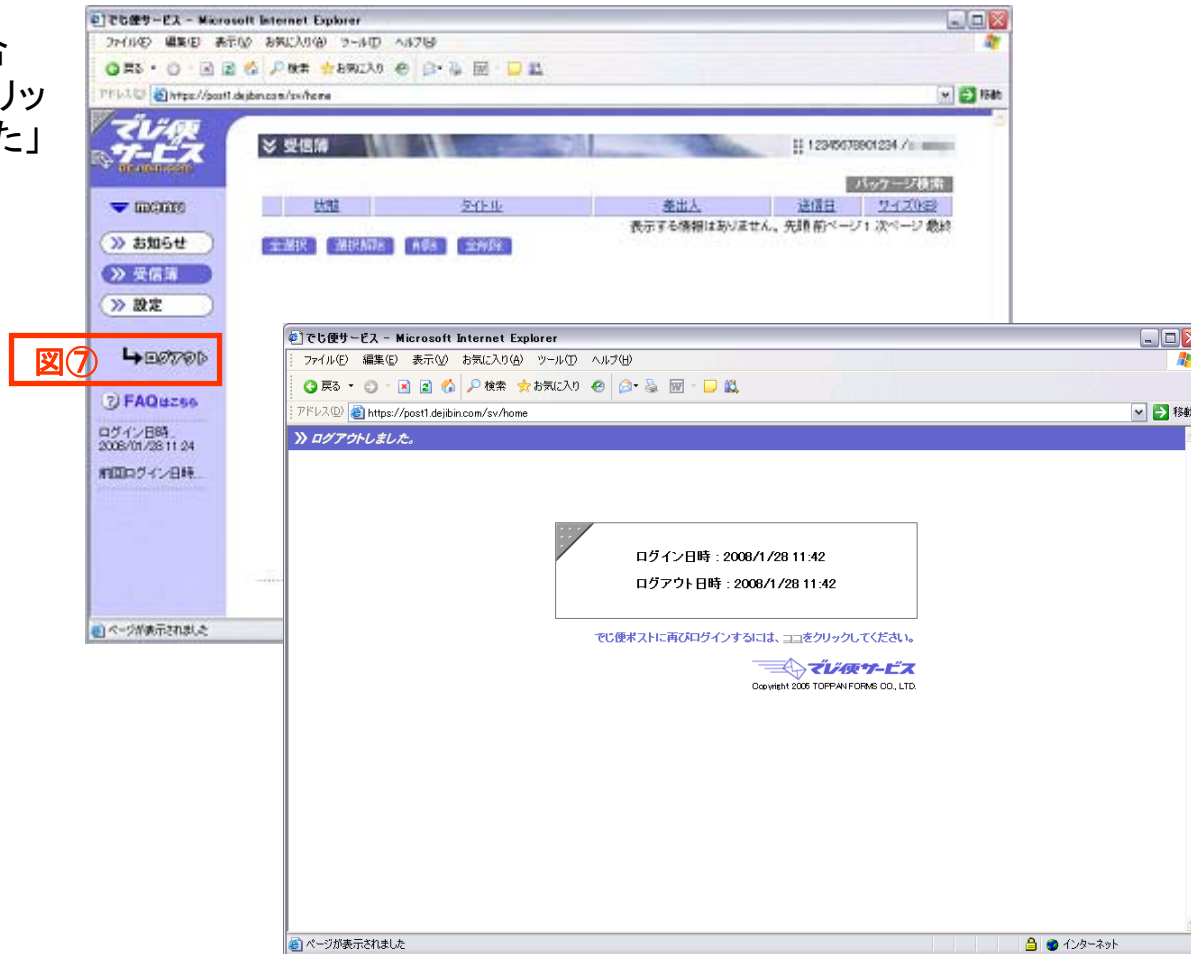 合
リッ
た」
でじ便サービス - Microsoft Internet Explorer
ファイル(F) 編集(E) 表示(V) お気に入り(A) ツール(T) ヘルプ(H)
戻る 検索 お気に入り
アドレス(D) https://post1.dejibin.com/sv/home 移動
でじ便
サービス
受信簿 12345678901234 /
パッケージ検索
menu
状態 タイトル 差出人 送信日 サイズ(KB)
表示する情報はありません。 先頭 前ページ 1 次ページ 最終
お知らせ
全選択 選択解除 削除 全削除
受信簿
設定
図⑦
ログアウト
FAQはこちら
ログイン日時
2008/01/28 11:24
前回ログイン日時
ページが表示されました
でじ便サービス - Microsoft Internet Explorer
ファイル(F) 編集(E) 表示(V) お気に入り(A) ツール(T) ヘルプ(H)
戻る 検索 お気に入り
アドレス(D) https://post1.dejibin.com/sv/home 移動
ログアウトしました。
ログイン日時 : 2008/1/28 11:42
ログアウト日時 : 2008/1/28 11:42
でじ便ポストに再びログインするには、ココをクリックしてください。
でじ便サービス
Copyright 2005 TOPPAN FORMS CO., LTD.
ページが表示されました インターネット